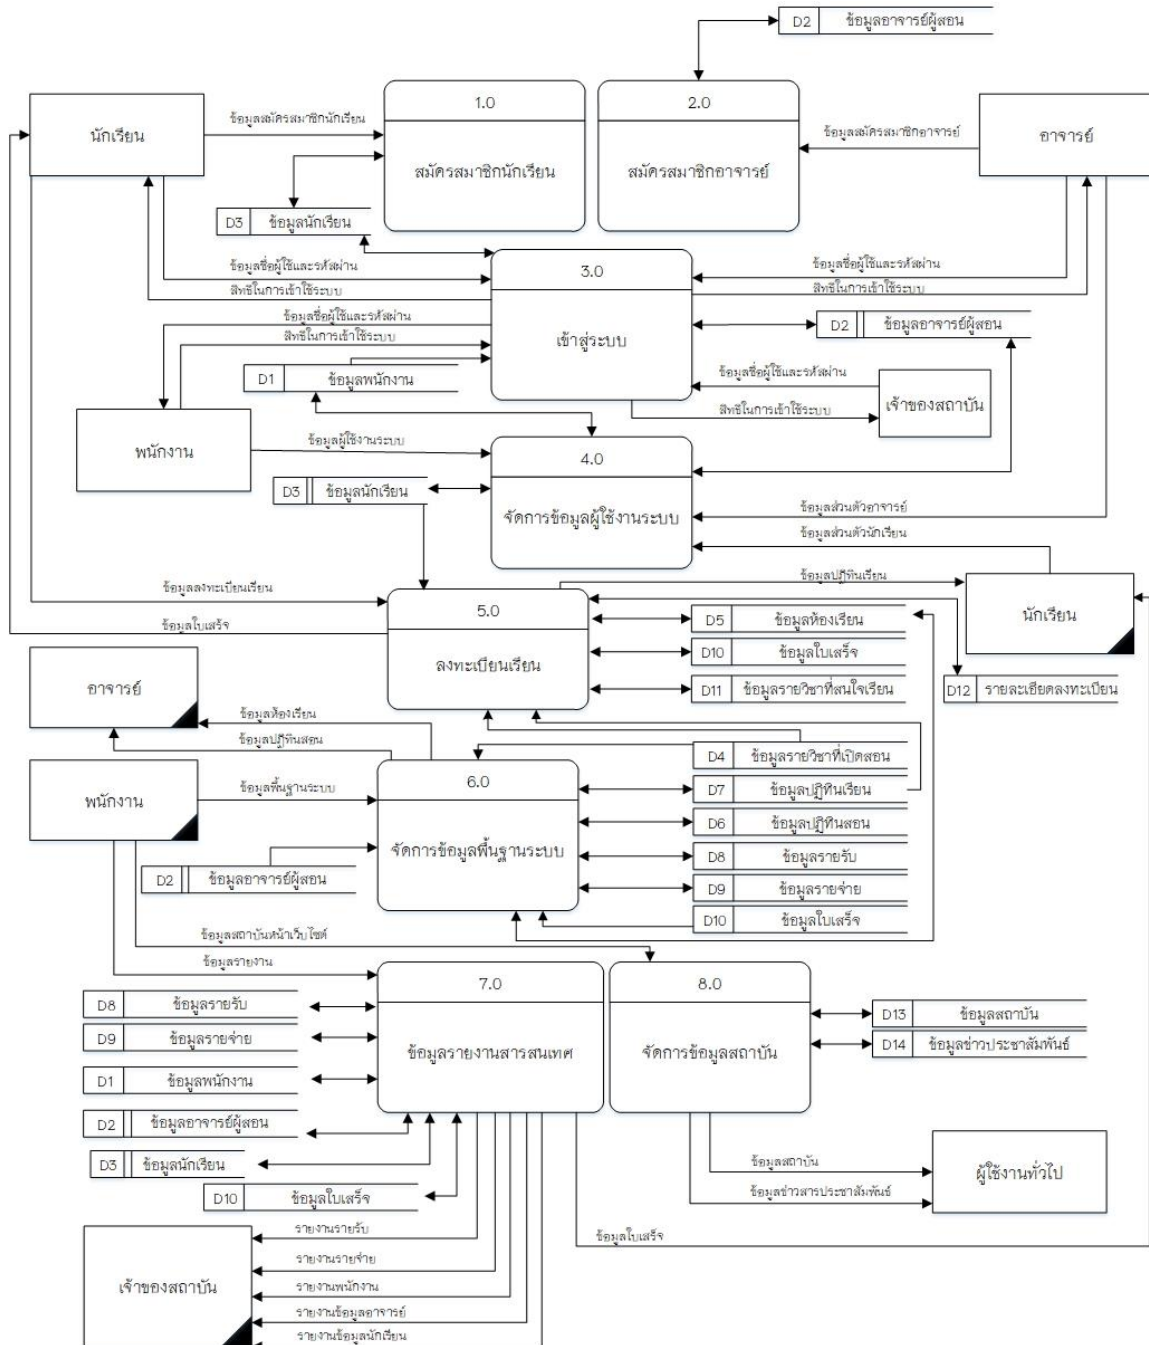 D2 ข้อมูลอาจารย์ผู้สอน
1.0
2.0
นักเรียน
ข้อมูลสมัครสมาชิกนักเรียน
สมัครสมาชิกนักเรียน
สมัครสมาชิกอาจารย์
ข้อมูลสมัครสมาชิกอาจารย์
อาจารย์
D3 ข้อมูลนักเรียน
3.0
เข้าสู่ระบบ
ข้อมูลชื่อผู้ใช้และรหัสผ่าน
สิทธิในการเข้าใช้ระบบ
ข้อมูลชื่อผู้ใช้และรหัสผ่าน
สิทธิในการเข้าใช้ระบบ
ข้อมูลชื่อผู้ใช้และรหัสผ่าน
สิทธิในการเข้าใช้ระบบ
D2 ข้อมูลอาจารย์ผู้สอน
D1 ข้อมูลพนักงาน
ข้อมูลชื่อผู้ใช้และรหัสผ่าน
สิทธิในการเข้าใช้ระบบ
เจ้าของสถาบัน
พนักงาน
ข้อมูลผู้ใช้งานระบบ
4.0
จัดการข้อมูลผู้ใช้งานระบบ
D3 ข้อมูลนักเรียน
ข้อมูลส่วนตัวอาจารย์
ข้อมูลส่วนตัวนักเรียน
ข้อมูลลงทะเบียนเรียน
ข้อมูลใบเสร็จ
5.0
ลงทะเบียนเรียน
ข้อมูลปฏิทินเรียน
นักเรียน
D5 ข้อมูลห้องเรียน
D10 ข้อมูลใบเสร็จ
D11 ข้อมูลรายวิชาที่สนใจเรียน
D12 รายละเอียดลงทะเบียน
อาจารย์
ข้อมูลห้องเรียน
ข้อมูลปฏิทินสอน
พนักงาน
ข้อมูลพื้นฐานระบบ
6.0
จัดการข้อมูลพื้นฐานระบบ
D4 ข้อมูลรายวิชาที่เปิดสอน
D7 ข้อมูลปฏิทินเรียน
D6 ข้อมูลปฏิทินสอน
D8 ข้อมูลรายรับ
D9 ข้อมูลรายจ่าย
D10 ข้อมูลใบเสร็จ
D2 ข้อมูลอาจารย์ผู้สอน
ข้อมูลสถาบันหน้าเว็บไซต์
ข้อมูลรายงาน
7.0
ข้อมูลรายงานสารสนเทศ
8.0
จัดการข้อมูลสถาบัน
D8 ข้อมูลรายรับ
D9 ข้อมูลรายจ่าย
D1 ข้อมูลพนักงาน
D2 ข้อมูลอาจารย์ผู้สอน
D3 ข้อมูลนักเรียน
D10 ข้อมูลใบเสร็จ
D13 ข้อมูลสถาบัน
D14 ข้อมูลข่าวประชาสัมพันธ์
ข้อมูลสถาบัน
ข้อมูลข่าวสารประชาสัมพันธ์
ผู้ใช้งานทั่วไป
ข้อมูลใบเสร็จ
เจ้าของสถาบัน
รายงานรายรับ
รายงานรายจ่าย
รายงานพนักงาน
รายงานข้อมูลอาจารย์
รายงานข้อมูลนักเรียน